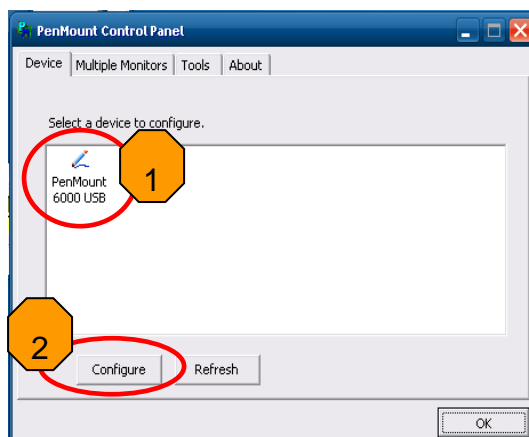 PenMount Control Panel
Device Multiple Monitors Tools About
Select a device to configure.
1
PenMount
6000 USB
2
Configure Refresh
OK